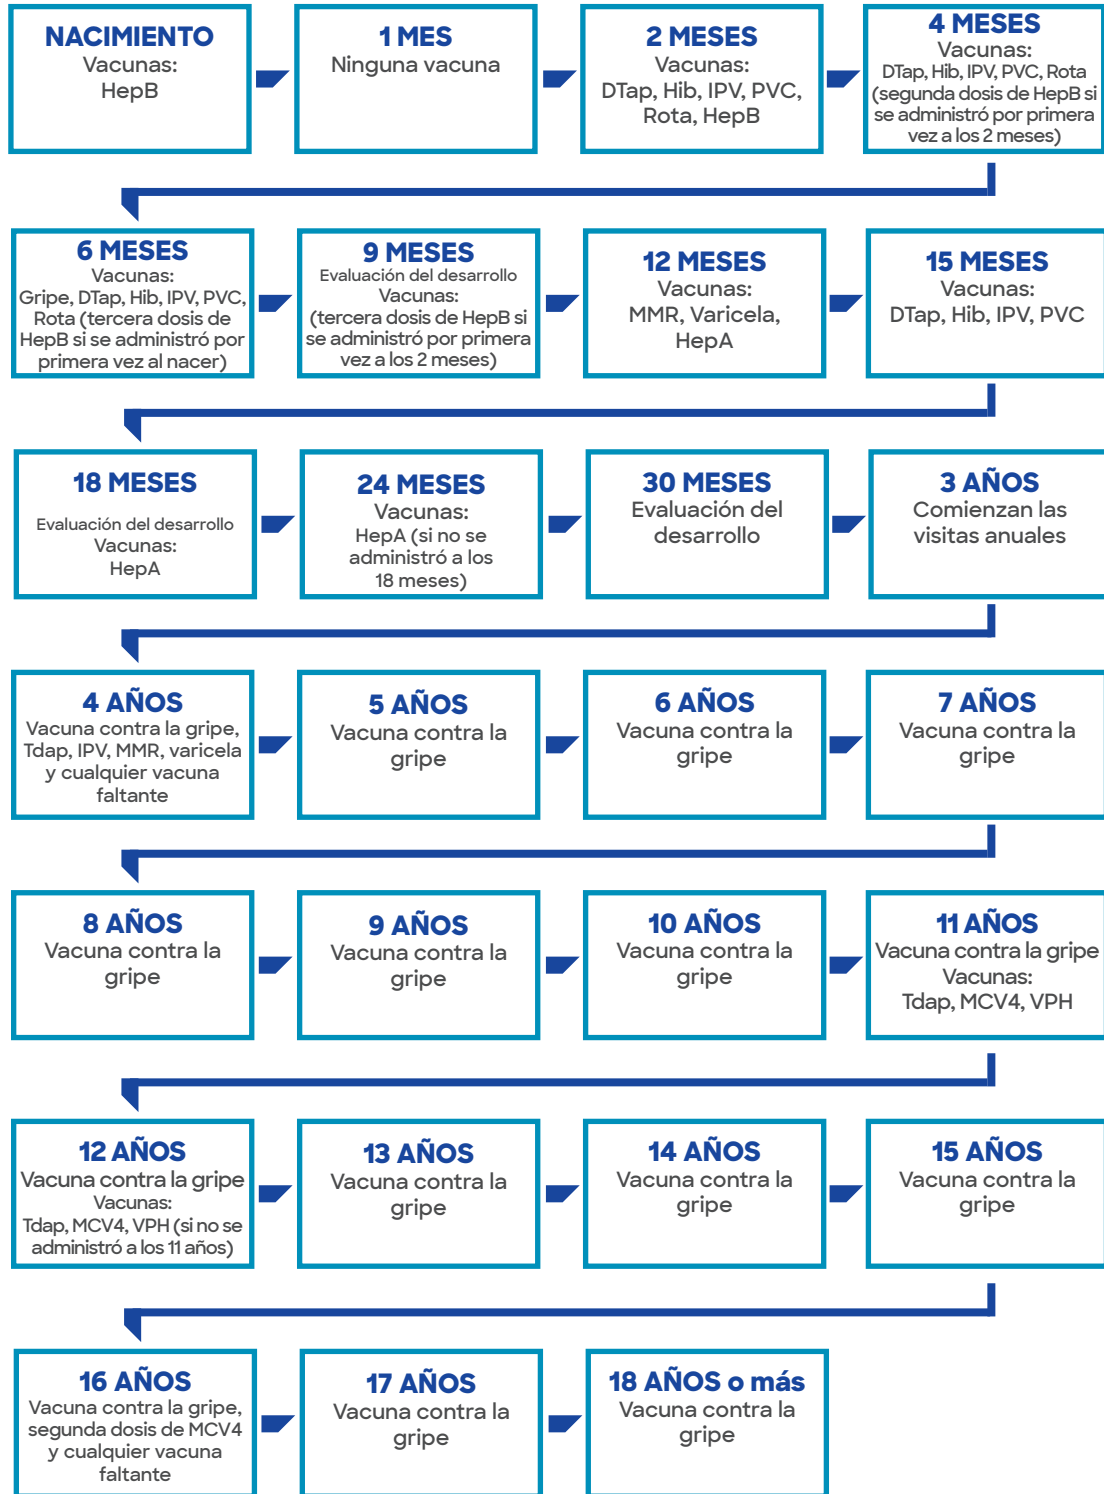 NACIMIENTO
Vacunas:
HepB
1 MES
Ninguna vacuna
2 MESES
Vacunas:
DTap, Hib, IPV, PVC,
Rota, HepB
4 MESES
Vacunas:
DTap, Hib, IPV, PVC, Rota
(segunda dosis de HepB si
se administró por primera
vez a los 2 meses)
6 MESES
Vacunas:
Gripe, DTap, Hib, IPV, PVC,
Rota (tercera dosis de
HepB si se administró por
primera vez al nacer)
9 MESES
Evaluación del desarrollo
Vacunas:
(tercera dosis de HepB si
se administró por primera
vez a los 2 meses)
12 MESES
Vacunas:
MMR, Varicela,
HepA
15 MESES
Vacunas:
DTap, Hib, IPV, PVC
18 MESES
Evaluación del desarrollo
Vacunas:
HepA
24 MESES
Vacunas:
HepA (si no se
administró a los
18 meses)
30 MESES
Evaluación del
desarrollo
3 AÑOS
Comienzan las
visitas anuales
4 AÑOS
Vacuna contra la gripe,
Tdap, IPV, MMR, varicela
y cualquier vacuna
faltante
5 AÑOS
Vacuna contra la
gripe
6 AÑOS
Vacuna contra la
gripe
7 AÑOS
Vacuna contra la
gripe
8 AÑOS
Vacuna contra la
gripe
9 AÑOS
Vacuna contra la
gripe
10 AÑOS
Vacuna contra la
gripe
11 AÑOS
Vacuna contra la gripe
Vacunas:
Tdap, MCV4, VPH
12 AÑOS
Vacuna contra la gripe
Vacunas:
Tdap, MCV4, VPH (si no se
administró a los 11 años)
13 AÑOS
Vacuna contra la
gripe
14 AÑOS
Vacuna contra la
gripe
15 AÑOS
Vacuna contra la
gripe
16 AÑOS
Vacuna contra la gripe,
segunda dosis de MCV4
y cualquier vacuna
faltante
17 AÑOS
Vacuna contra la
gripe
18 AÑOS o más
Vacuna contra la
gripe